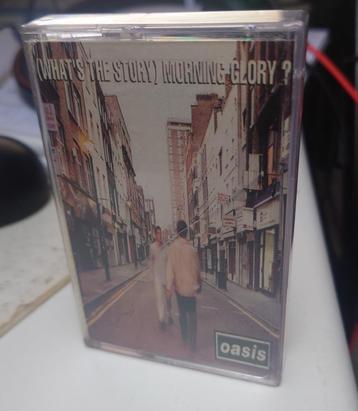 (WHAT'S THE STORY) MORNING GLORY ?
oasis